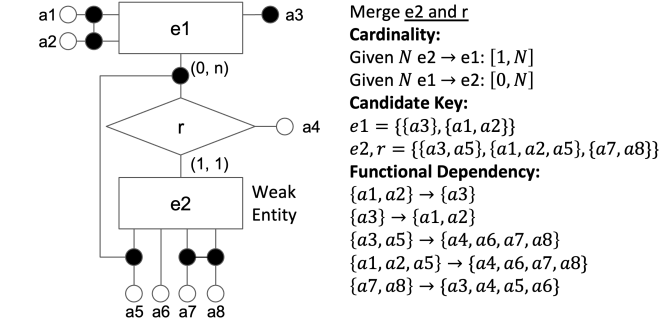 a1
a2
e1
a3
(0, n)
r
a4
(1, 1)
e2
Weak
Entity
a5 a6 a7 a8
Merge e2 and r
Cardinality:
Given N e2 → e1: [1, N]
Given N e1 → e2: [0, N]
Candidate Key:
e1 = {{a3}, {a1, a2}}
e2, r = {{a3, a5}, {a1, a2, a5}, {a7, a8}}
Functional Dependency:
{a1, a2} → {a3}
{a3} → {a1, a2}
{a3, a5} → {a4, a6, a7, a8}
{a1, a2, a5} → {a4, a6, a7, a8}
{a7, a8} → {a3, a4, a5, a6}